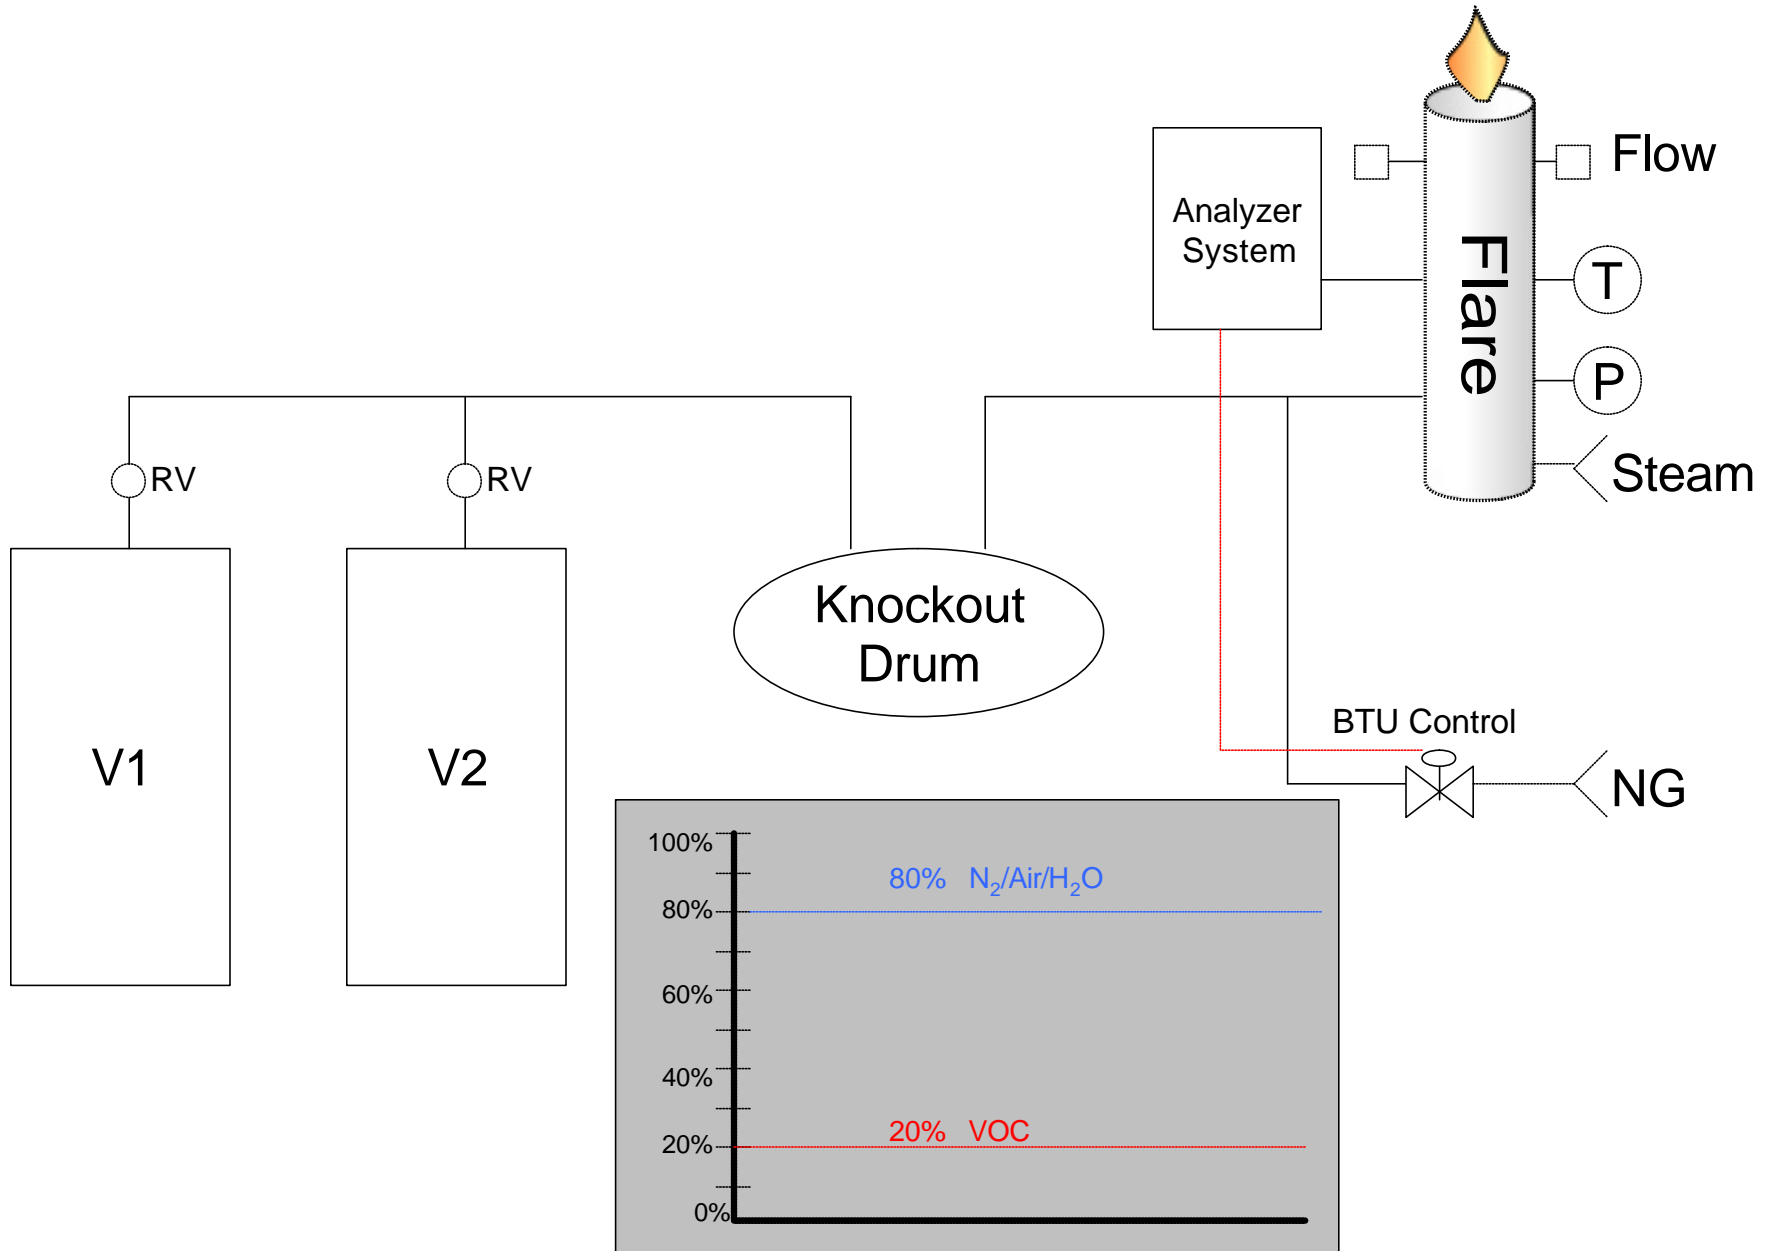 Flow
Analyzer
System
Flare
T
P
RV
RV
Steam
Knockout
Drum
V1
V2
BTU Control
NG
100%
80% N₂/Air/H₂O
80%
60%
40%
20% VOC
20%
0%